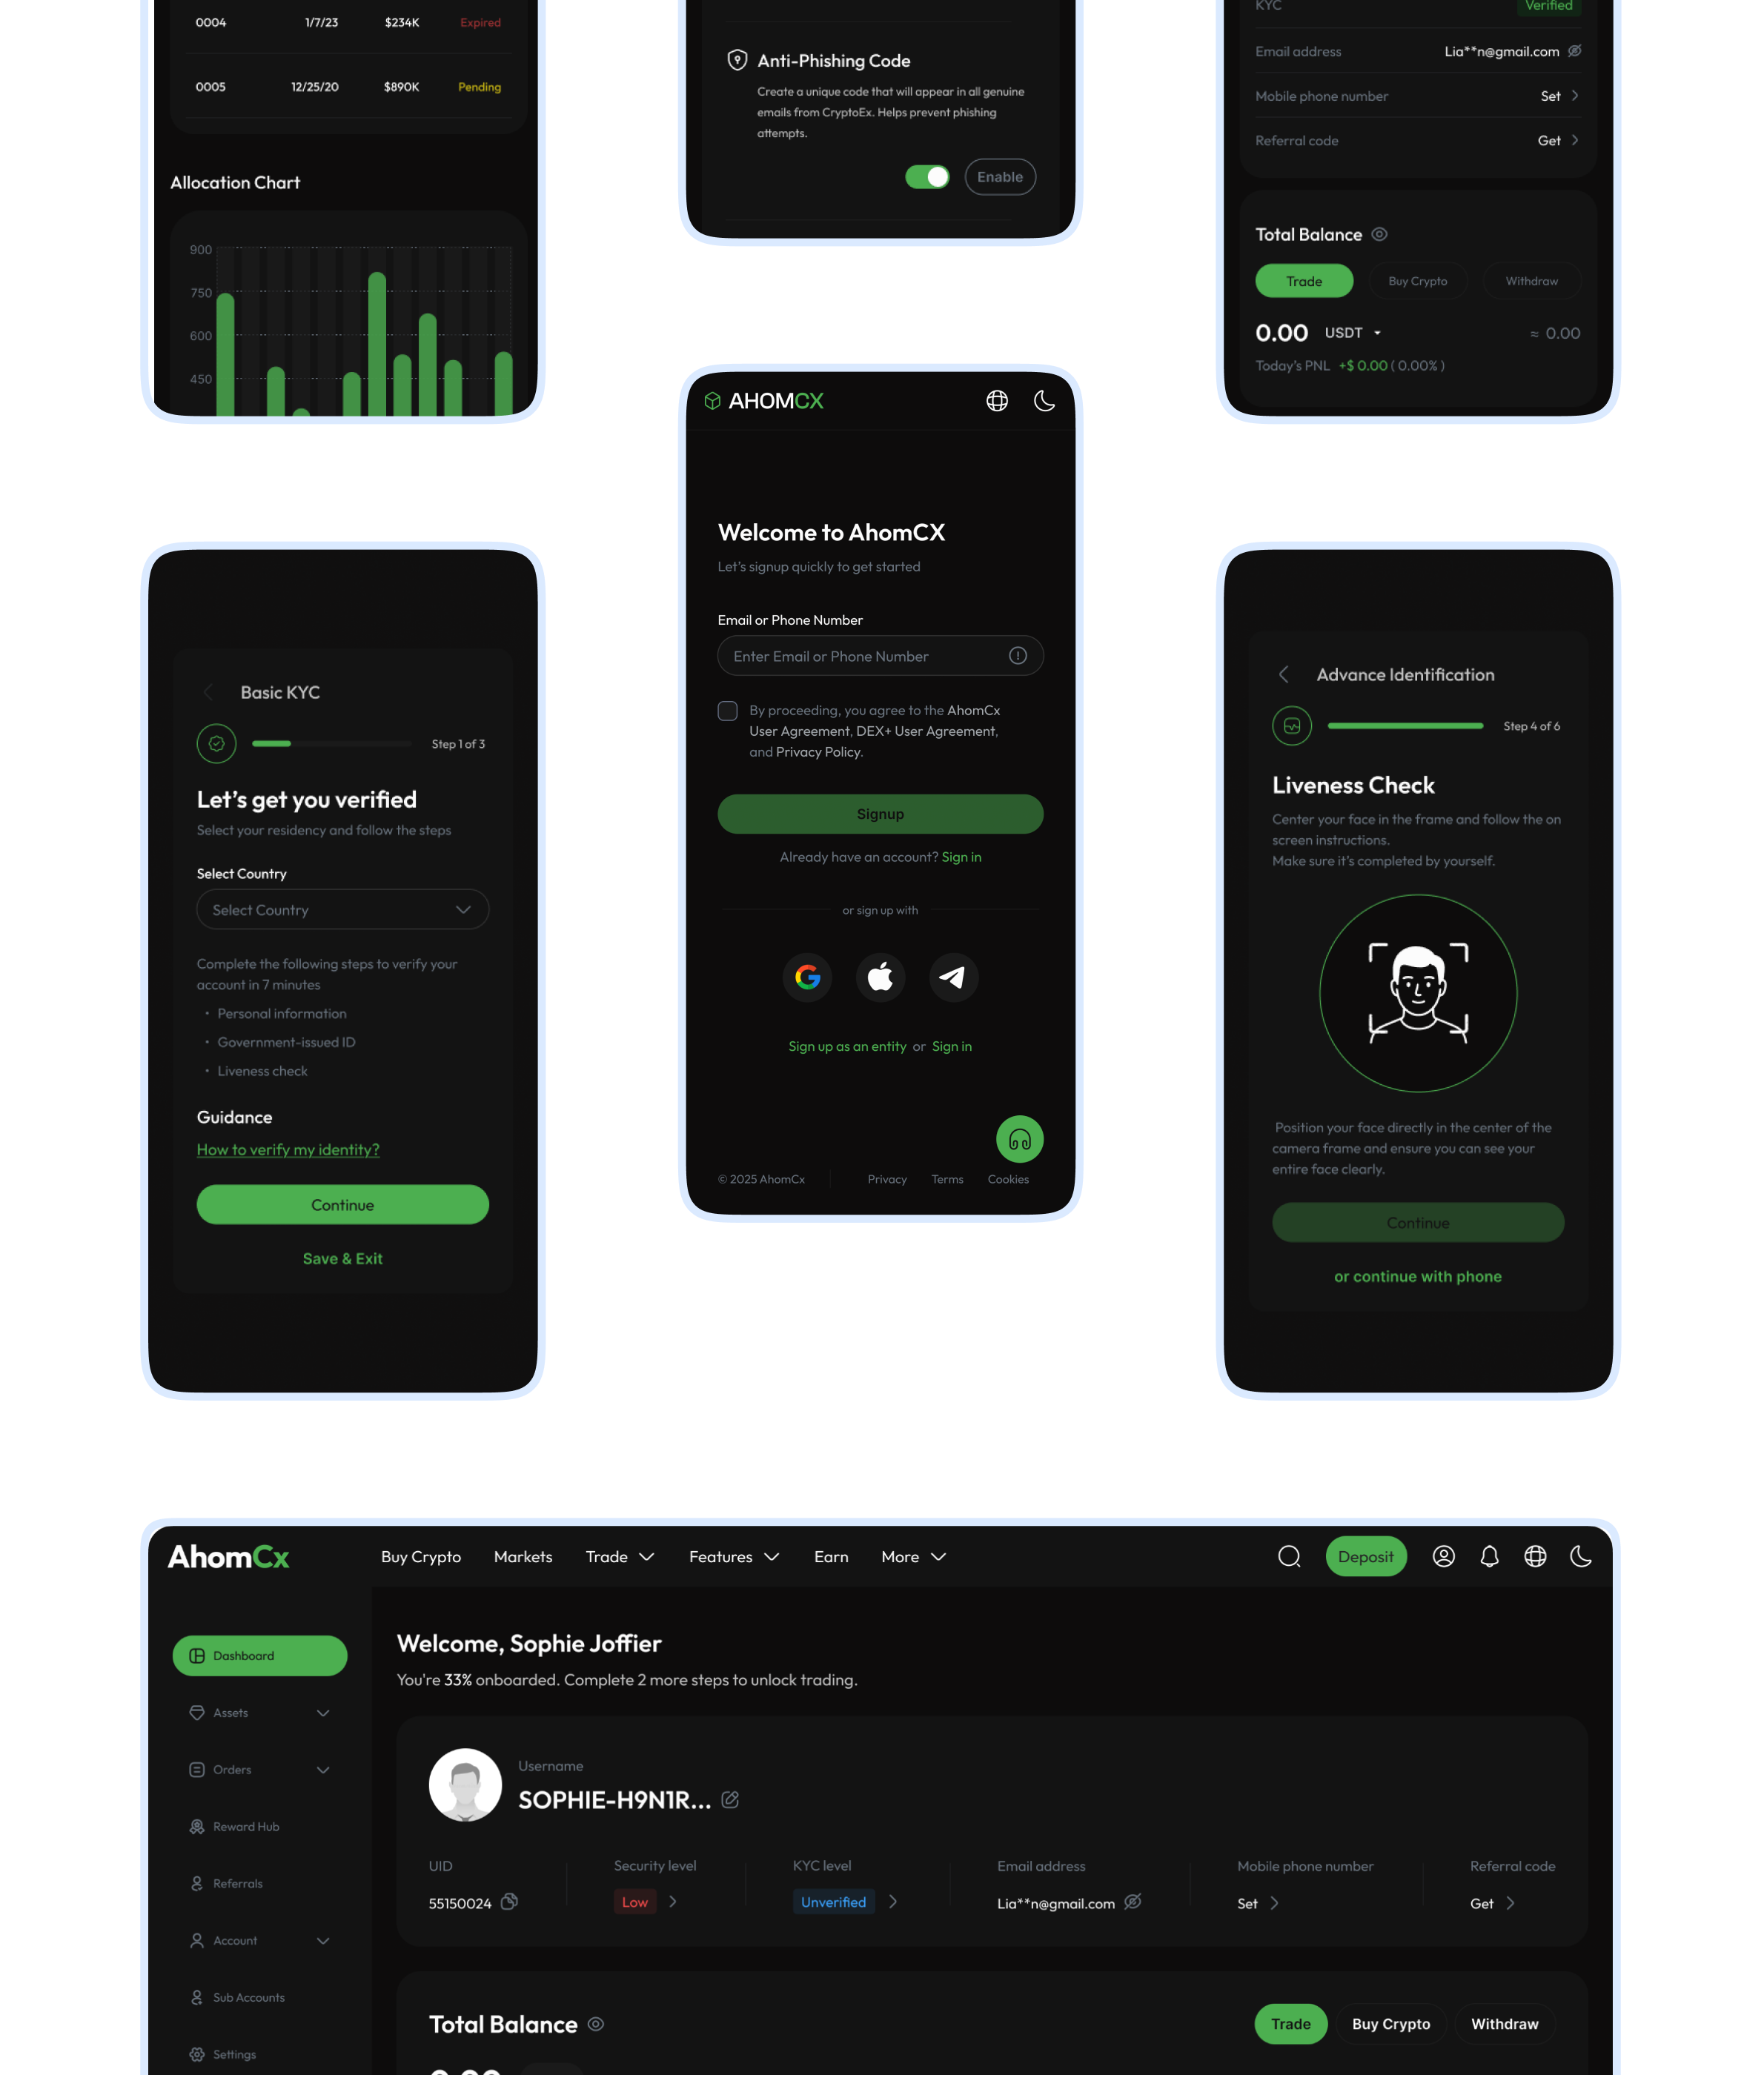 0004 1/7/23 $234K Expired
0005 12/25/20 $890K Pending
Allocation Chart
900
750
600
450
Anti-Phishing Code
Create a unique code that will appear in all genuine
emails from CryptoEx. Helps prevent phishing
attempts.
Enable
KYC Verified
Email address Lia**n@gmail.com
Mobile phone number Set
Referral code Get
Total Balance
Trade Buy Crypto Withdraw
0.00 USDT ≈ 0.00
Today's PNL +$ 0.00 ( 0.00% )
AHOMCX
Welcome to AhomCX
Let's signup quickly to get started
Email or Phone Number
Enter Email or Phone Number
By proceeding, you agree to the AhomCx
User Agreement, DEX+ User Agreement,
and Privacy Policy.
Signup
Already have an account? Sign in
or sign up with
Sign up as an entity or Sign in
© 2025 AhomCx Privacy Terms Cookies
Basic KYC
Step 1 of 3
Let's get you verified
Select your residency and follow the steps
Select Country
Select Country
Complete the following steps to verify your
account in 7 minutes
• Personal information
• Government-issued ID
• Liveness check
Guidance
How to verify my identity?
Continue
Save & Exit
Advance Identification
Step 4 of 6
Liveness Check
Center your face in the frame and follow the on
screen instructions.
Make sure it's completed by yourself.
Position your face directly in the center of the
camera frame and ensure you can see your
entire face clearly.
Continue
or continue with phone
AhomCx Buy Crypto Markets Trade Features Earn More Deposit
Dashboard
Assets
Orders
Reward Hub
Referrals
Account
Sub Accounts
Settings
Welcome, Sophie Joffier
You're 33% onboarded. Complete 2 more steps to unlock trading.
Username
SOPHIE-H9N1R...
UID Security level KYC level Email address Mobile phone number Referral code
55150024 Low Unverified Lia**n@gmail.com Set Get
Total Balance Trade Buy Crypto Withdraw